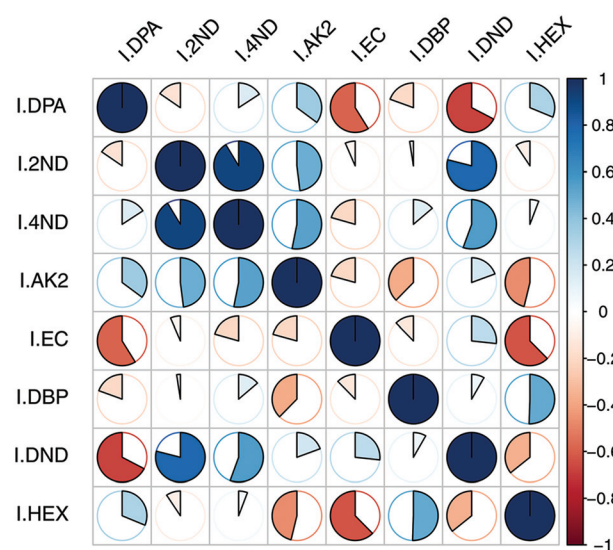 I.DPA I.2ND I.4ND I.AK2 I.EC I.DBP I.DND I.HEX
I.DPA
I.2ND
I.4ND
I.AK2
I.EC
I.DBP
I.DND
I.HEX
1
0.8
0.6
0.4
0.2
0
−0.2
−0.4
−0.6
−0.8
−1